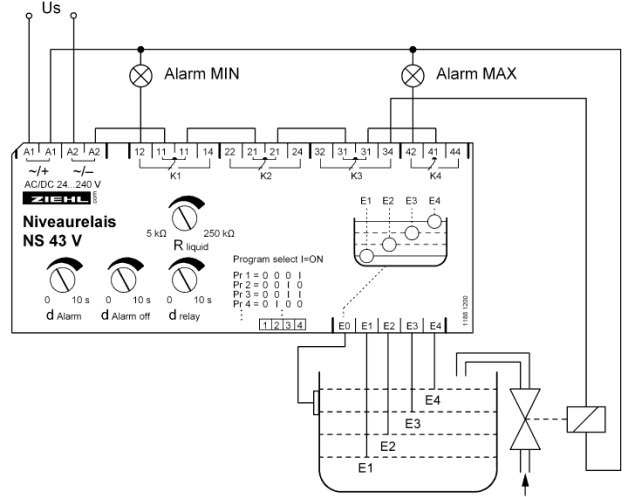 Us
Alarm MIN
Alarm MAX
A1 A1 A2 A2 12 11 11 14 22 21 21 24 32 31 31 34 42 41 44
~/+ ~/–
K1 K2 K3 K4
AC/DC 24...240 V
ZIEHL .com
Niveaurelais
NS 43 V
5 kΩ 250 kΩ
R liquid
E1 E2 E3 E4
0 10 s 0 10 s 0 10 s
d Alarm d Alarm off d relay
Program select I=ON
Pr 1 = 0 0 0 I
Pr 2 = 0 0 I 0
Pr 3 = 0 0 I I
Pr 4 = 0 I 0 0
1 2 3 4
E0 E1 E2 E3 E4
1188 1200
E4
E3
E2
E1